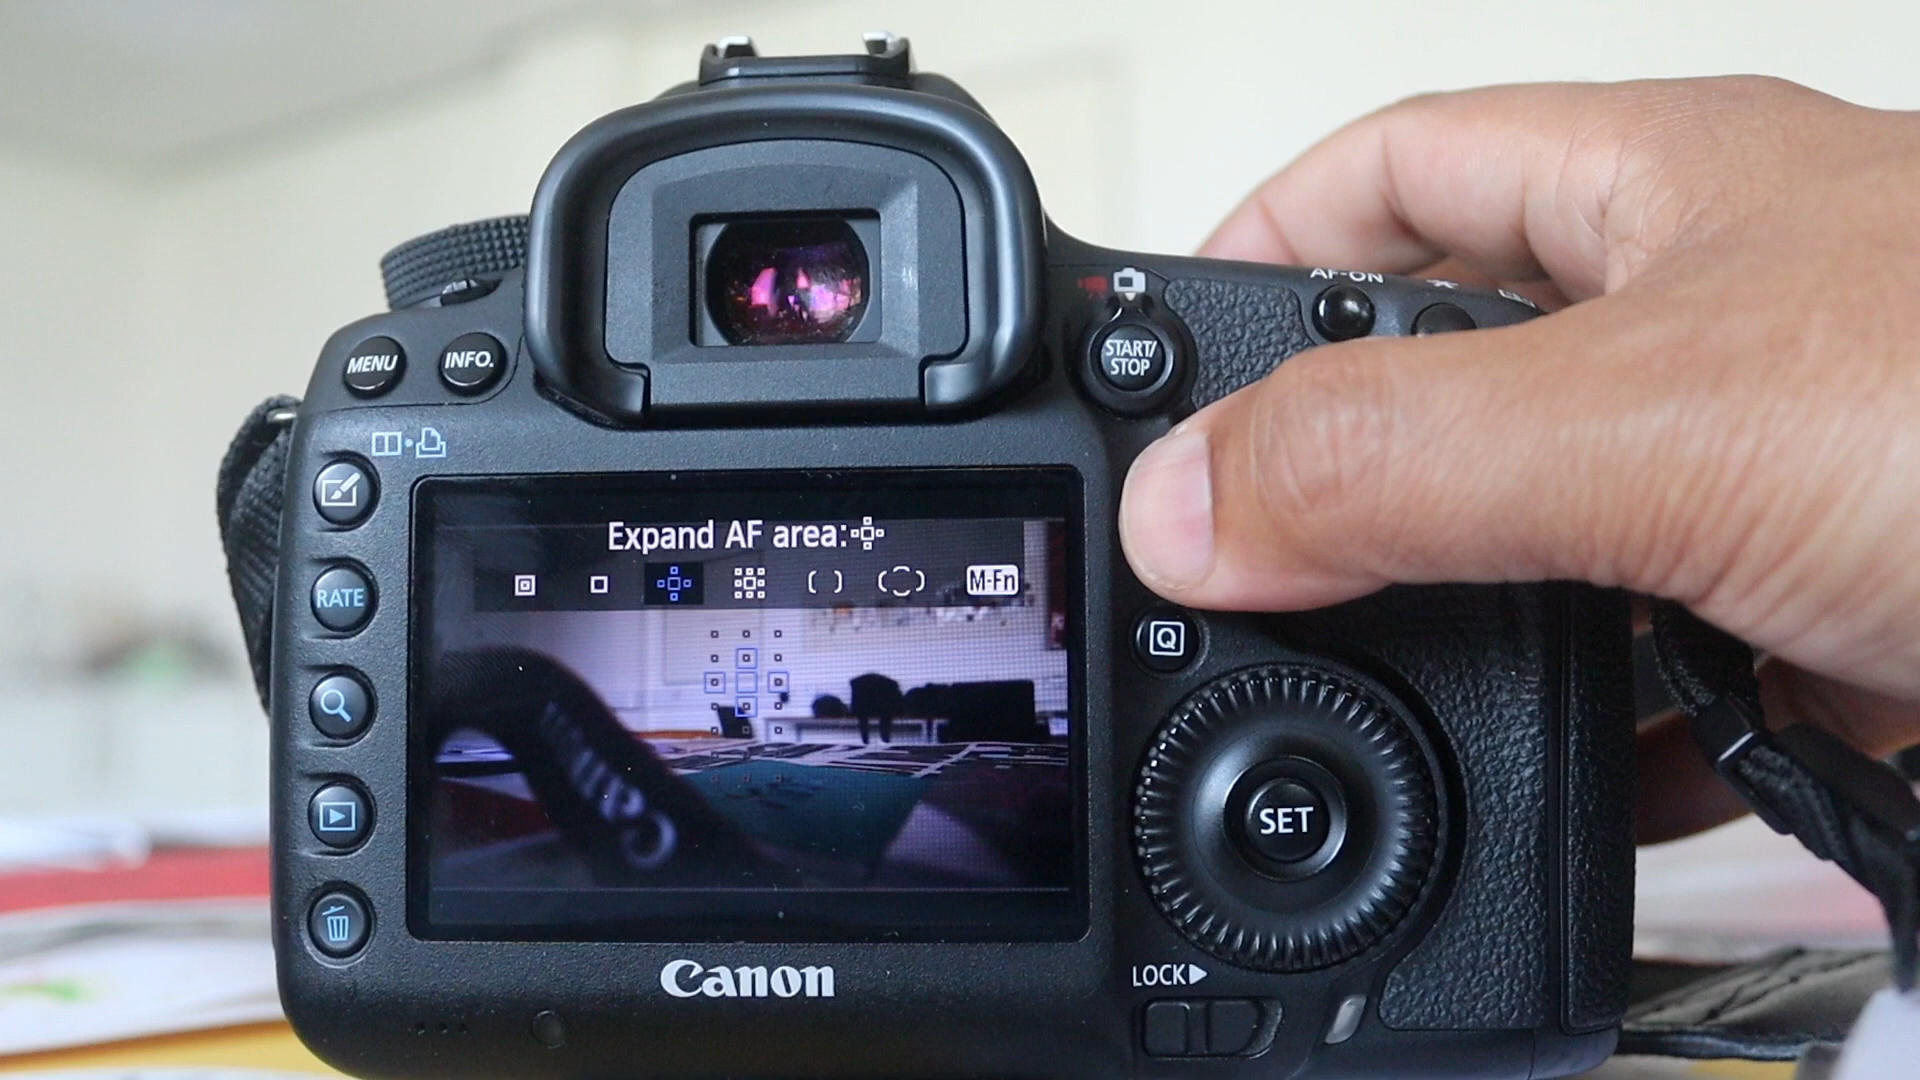 AF-ON
MENU
INFO.
START/
STOP
Expand AF area:
M-Fn
RATE
Q
SET
Canon
LOCK